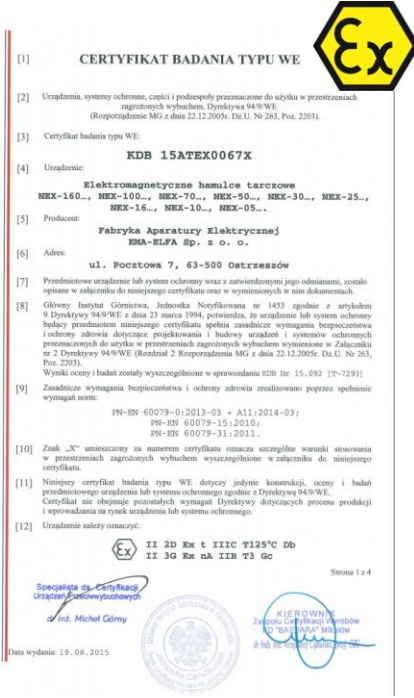 Ex
[1] CERTYFIKAT BADANIA TYPU WE
[2] Urządzenia, systemy ochronne, części i podzespoły przeznaczone do użytku w przestrzeniach
zagrożonych wybuchem. Dyrektywa 94/9/WE
(Rozporządzenie MG z dnia 22.12.2005r. Dz.U. Nr 263, Poz. 2203).
[3] Certyfikat badania typu WE:
KDB 15ATEX0067X
[4] Urządzenie:
Elektromagnetyczne hamulce tarczowe
NEX-160…, NEX-100…, NEX-70…, NEX-50…, NEX-30…, NEX-25…,
NEX-16…, NEX-10…, NEX-05….
[5] Producent:
Fabryka Aparatury Elektrycznej
EMA-ELFA Sp. z o. o.
[6] Adres:
ul. Pocztowa 7, 63-500 Ostrzeszów
[7] Przedmiotowe urządzenie lub system ochronny wraz z zatwierdzonymi jego odmianami, zostało
opisane w załączniku do niniejszego certyfikatu oraz w wymienionych w nim dokumentach.
[8] Główny Instytut Górnictwa, Jednostka Notyfikowana nr 1453 zgodnie z artykułem
9 Dyrektywy 94/9/WE z dnia 23 marca 1994, potwierdza, że urządzenie lub system ochronny
będący przedmiotem niniejszego certyfikatu spełnia zasadnicze wymagania bezpieczeństwa
i ochrony zdrowia dotyczące projektowania i budowy urządzeń i systemów ochronnych
przeznaczonych do użytku w przestrzeniach zagrożonych wybuchem wymienione w Załączniku
nr 2 Dyrektywy 94/9/WE (Rozdział 2 Rozporządzenia MG z dnia 22.12.2005r. Dz. U. Nr 263,
Poz. 2203).
Wyniki oceny i badań zostały wyszczególnione w sprawozdaniu KDB Nr 15.092 [T-7293]
[9] Zasadnicze wymagania bezpieczeństwa i ochrony zdrowia zrealizowano poprzez spełnienie
wymagań norm:
PN-EN 60079-0:2013-03 + A11:2014-03;
PN-EN 60079-15:2010;
PN-EN 60079-31:2011.
[10] Znak „X" umieszczony za numerem certyfikatu oznacza szczególne warunki stosowania
w przestrzeniach zagrożonych wybuchem wyszczególnione w załączniku do niniejszego
certyfikatu.
[11] Niniejszy certyfikat badania typu WE dotyczy jedynie konstrukcji, oceny i badań
przedmiotowego urządzenia lub systemu ochronnego zgodnie z Dyrektywą 94/9/WE.
Certyfikat nie obejmuje pozostałych wymagań Dyrektywy dotyczących procesu produkcji
i wprowadzania na rynek urządzenia lub systemu ochronnego.
[12] Urządzenie należy oznaczyć:
Ex II 2D Ex t IIIC T125°C Db
II 3G Ex nA IIB T3 Gc
Strona 1 z 4
Specjalista ds. Certyfikacji
Urządzeń Przeciwwybuchowych
dr inż. Michał Górny
KIEROWNIK
Zespołu Certyfikacji Wyrobów
KD "BARBARA" Mikołów
Data wydania: 19.08.2015